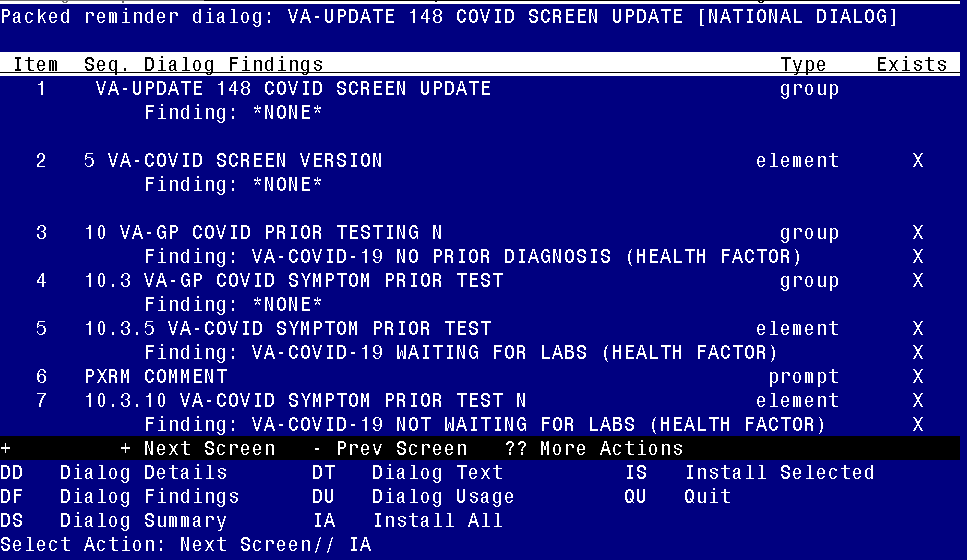 Packed reminder dialog: VA-UPDATE 148 COVID SCREEN UPDATE [NATIONAL DIALOG]
Item Seq. Dialog Findings Type Exists
1 VA-UPDATE 148 COVID SCREEN UPDATE group
Finding: *NONE*
2 5 VA-COVID SCREEN VERSION element X
Finding: *NONE*
3 10 VA-GP COVID PRIOR TESTING N group X
Finding: VA-COVID-19 NO PRIOR DIAGNOSIS (HEALTH FACTOR) X
4 10.3 VA-GP COVID SYMPTOM PRIOR TEST group X
Finding: *NONE*
5 10.3.5 VA-COVID SYMPTOM PRIOR TEST element X
Finding: VA-COVID-19 WAITING FOR LABS (HEALTH FACTOR) X
6 PXRM COMMENT prompt X
7 10.3.10 VA-COVID SYMPTOM PRIOR TEST N element X
Finding: VA-COVID-19 NOT WAITING FOR LABS (HEALTH FACTOR) X
+ + Next Screen - Prev Screen ?? More Actions
DD Dialog Details DT Dialog Text IS Install Selected
DF Dialog Findings DU Dialog Usage QU Quit
DS Dialog Summary IA Install All
Select Action: Next Screen// IA